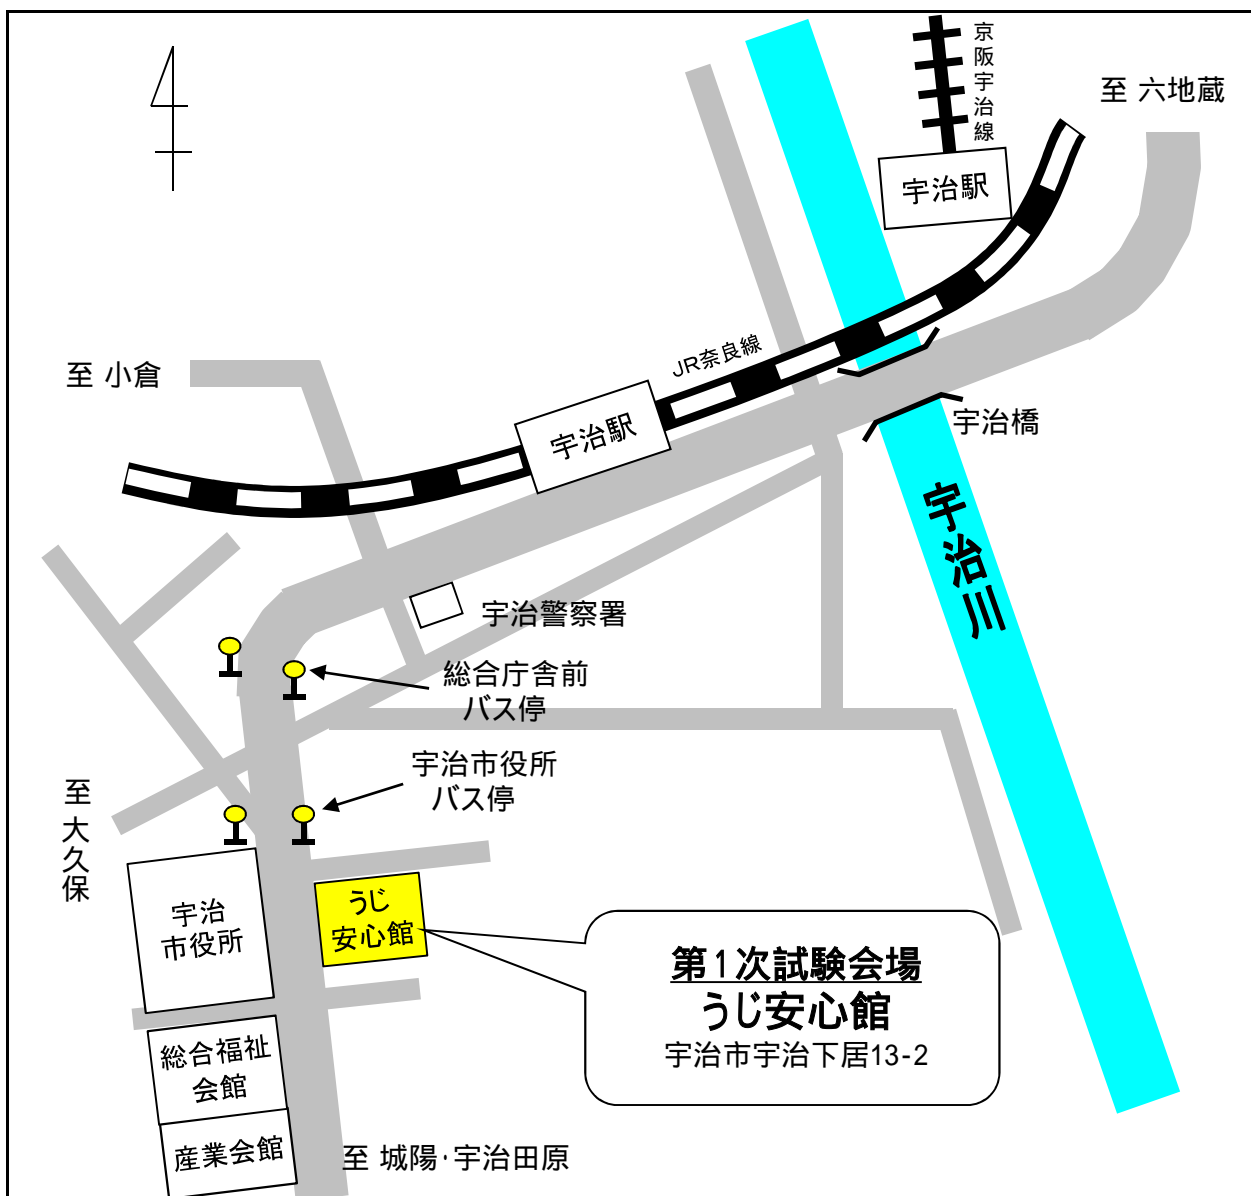 京阪宇治線
至 六地蔵
宇治駅
JR奈良線
至 小倉
宇治駅
宇治橋
宇治川
宇治警察署
総合庁舎前
バス停
宇治市役所
バス停
至 大久保
宇治
市役所
うじ
安心館
第1次試験会場
うじ安心館
宇治市宇治下居13-2
総合福祉
会館
産業会館
至 城陽・宇治田原